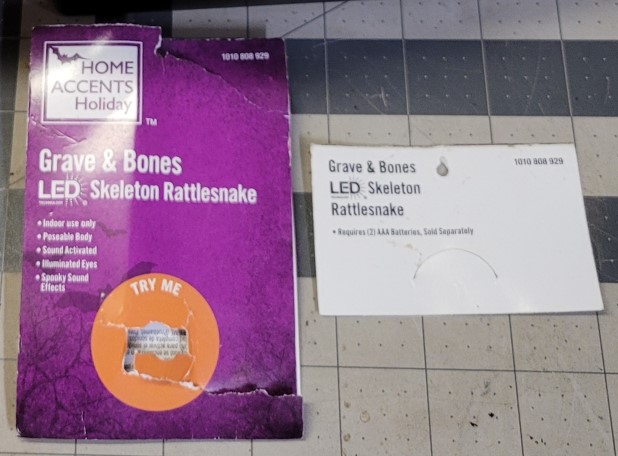 HOME
ACCENTS
Holiday
TM
1010 808 929
Grave & Bones
LED Skeleton Rattlesnake
TECHNOLOGY
• Indoor use only
• Poseable Body
• Sound Activated
• Illuminated Eyes
• Spooky Sound
Effects
TRY ME
Grave & Bones
1010 808 929
LED Skeleton
Rattlesnake
• Requires (2) AAA Batteries, Sold Separately